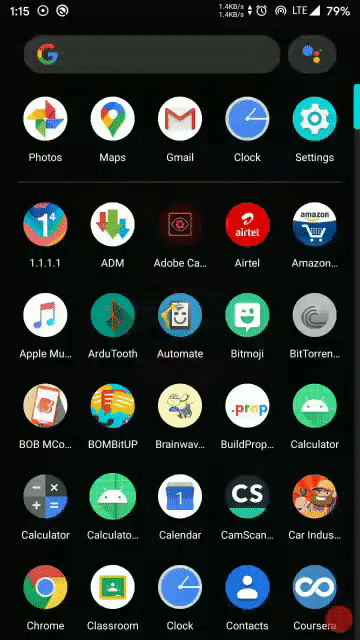 1:15
1.4KB/s
1.4KB/s
LTE
79%
G
Photos Maps Gmail Clock Settings
1 4
airtel
amazon
1.1.1.1 ADM Adobe Ca... Airtel Amazon...
Apple Mu... ArduTooth Automate Bitmoji BitTorren...
.prop
BOB MCo... BOMBitUP Brainwav... BuildProp... Calculator
1
CS
Calculator Calculato... Calendar CamScan... Car Indus...
Chrome Classroom Clock Contacts Coursera